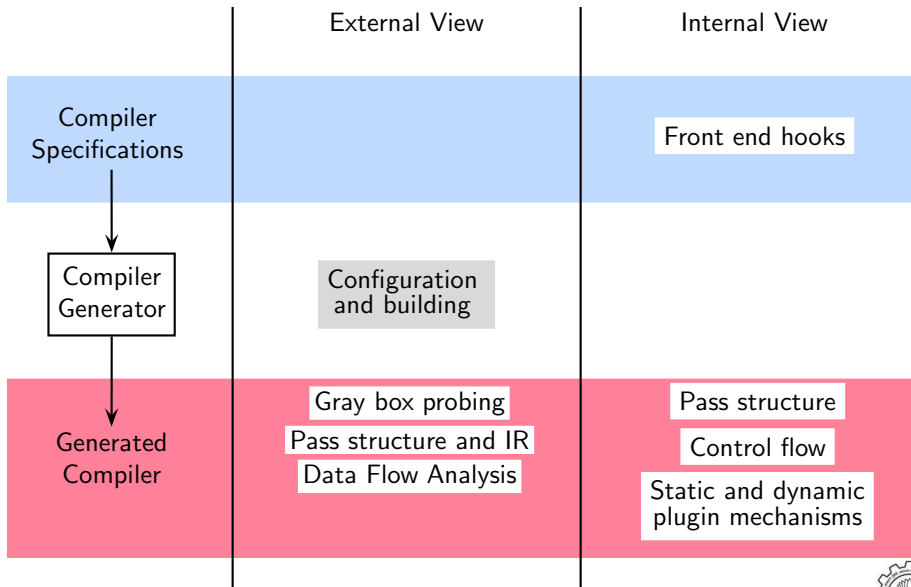 External View
Internal View
Compiler
Specifications
Front end hooks
Compiler
Generator
Configuration
and building
Generated
Compiler
Gray box probing
Pass structure and IR
Data Flow Analysis
Pass structure
Control flow
Static and dynamic
plugin mechanisms